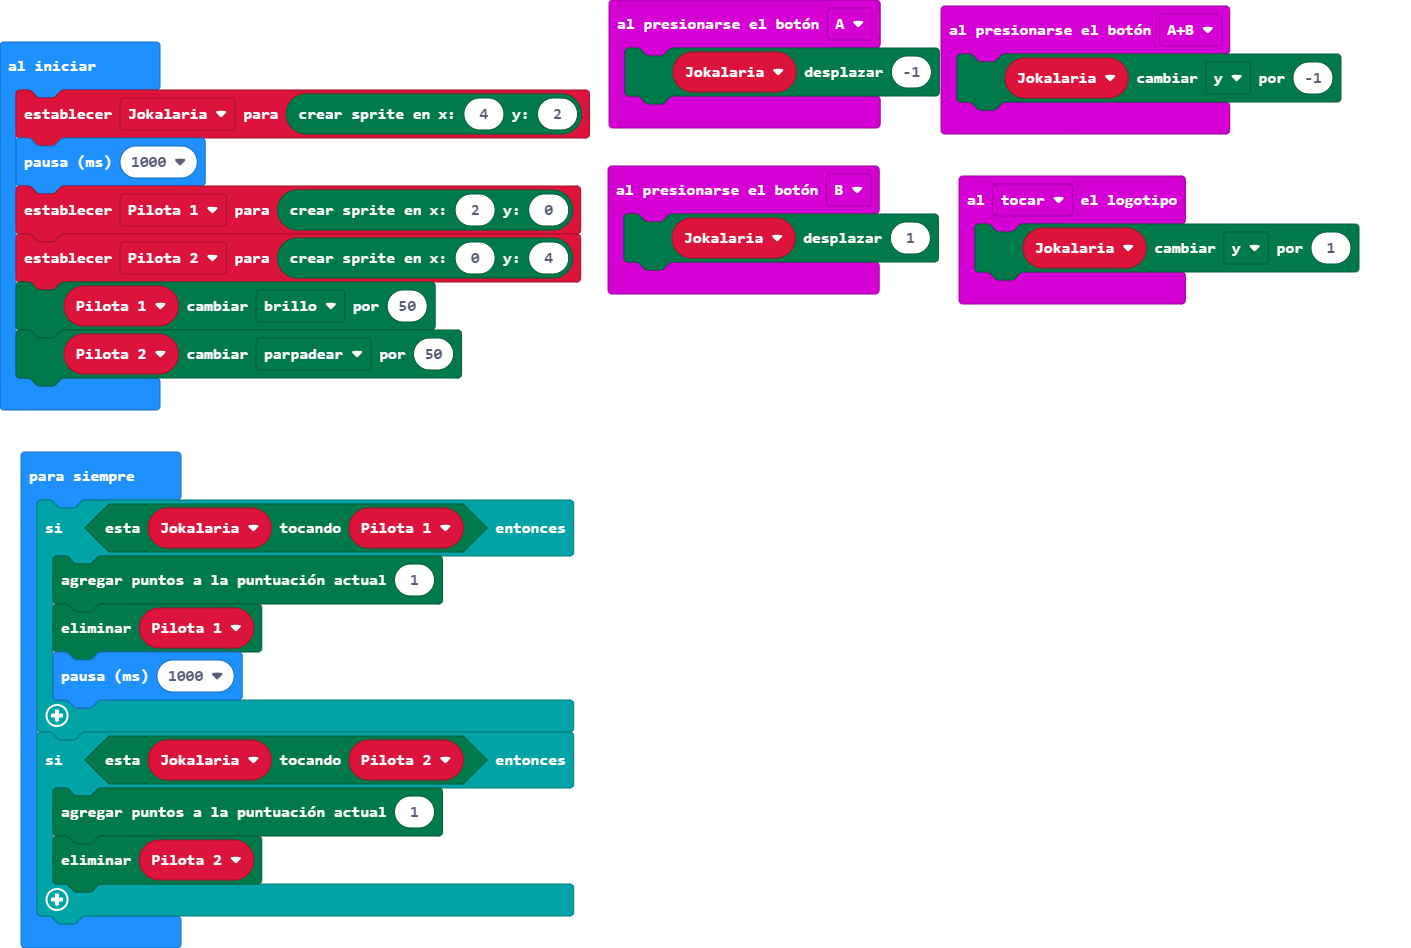 al iniciar
establecer Jokalaria para crear sprite en x: 4 y: 2
pausa (ms) 1000
establecer Pilota 1 para crear sprite en x: 2 y: 0
establecer Pilota 2 para crear sprite en x: 0 y: 4
Pilota 1 cambiar brillo por 50
Pilota 2 cambiar parpadear por 50
al presionarse el botón A
Jokalaria desplazar -1
al presionarse el botón A+B
Jokalaria cambiar y por -1
al presionarse el botón B
Jokalaria desplazar 1
al tocar el logotipo
Jokalaria cambiar y por 1
para siempre
si esta Jokalaria tocando Pilota 1 entonces
agregar puntos a la puntuación actual 1
eliminar Pilota 1
pausa (ms) 1000
si esta Jokalaria tocando Pilota 2 entonces
agregar puntos a la puntuación actual 1
eliminar Pilota 2